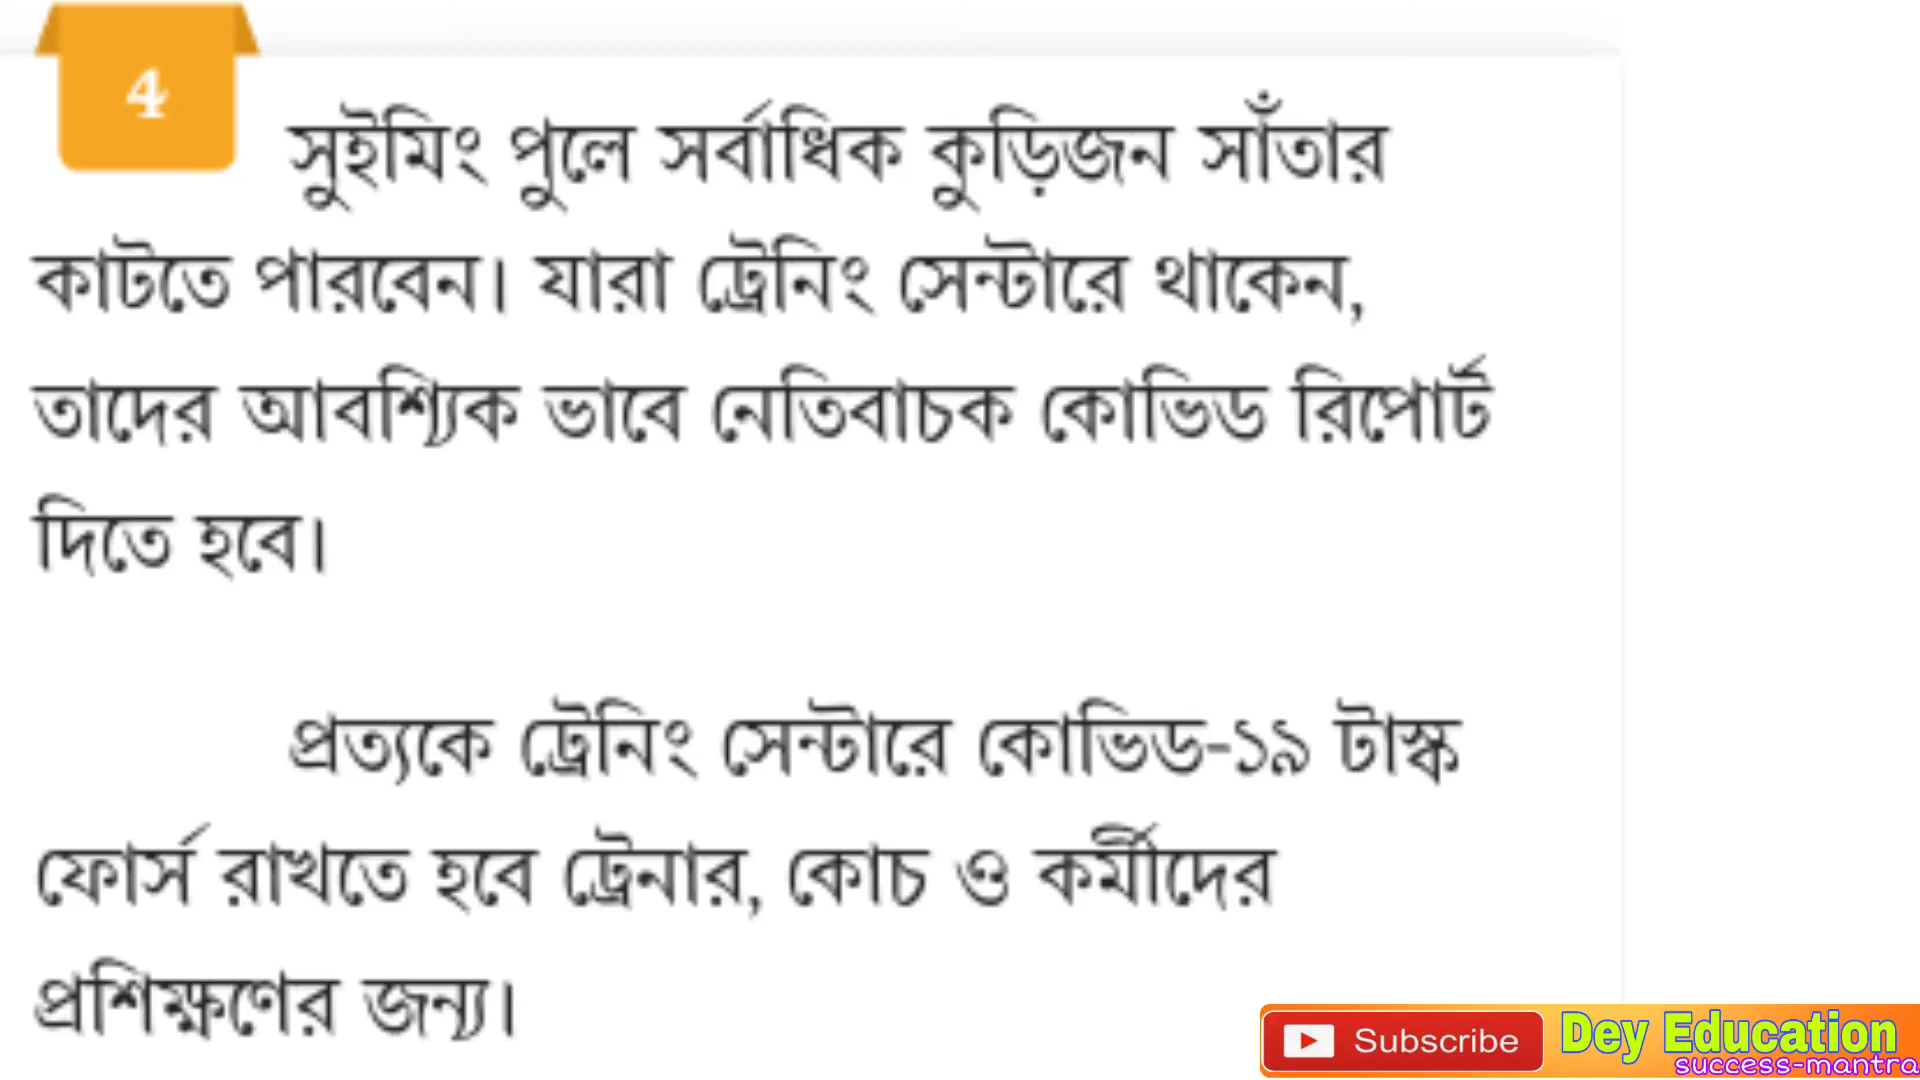 4
সুইমিং পুলে সর্বাধিক কুড়িজন সাঁতার
কাটতে পারবেন। যারা ট্রেনিং সেন্টারে থাকেন,
তাদের আবশ্যিক ভাবে নেতিবাচক কোভিড রিপোর্ট
দিতে হবে।
প্রত্যকে ট্রেনিং সেন্টারে কোভিড-১৯ টাস্ক
ফোর্স রাখতে হবে ট্রেনার, কোচ ও কর্মীদের
প্রশিক্ষণের জন্য।
Subscribe
Dey Education
success-mantra